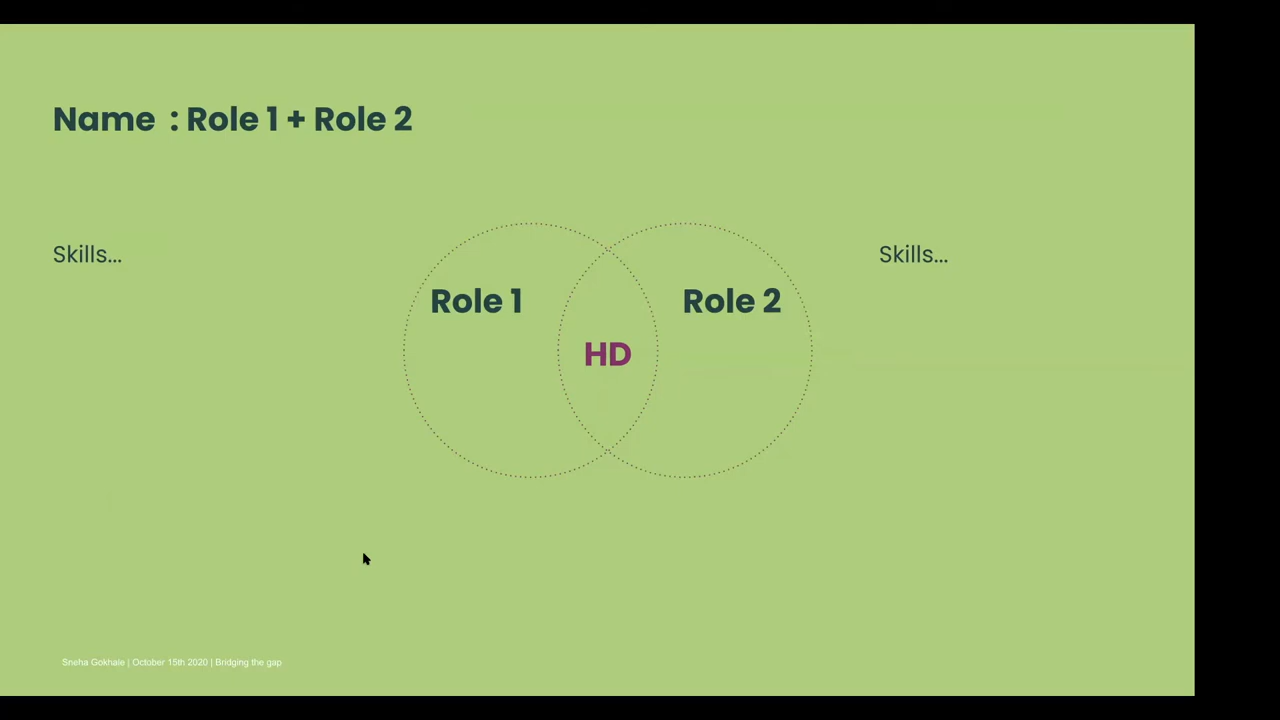 Name : Role 1 + Role 2
Skills...
Skills...
Role 1
Role 2
HD
Sneha Gokhale | October 15th 2020 | Bridging the gap